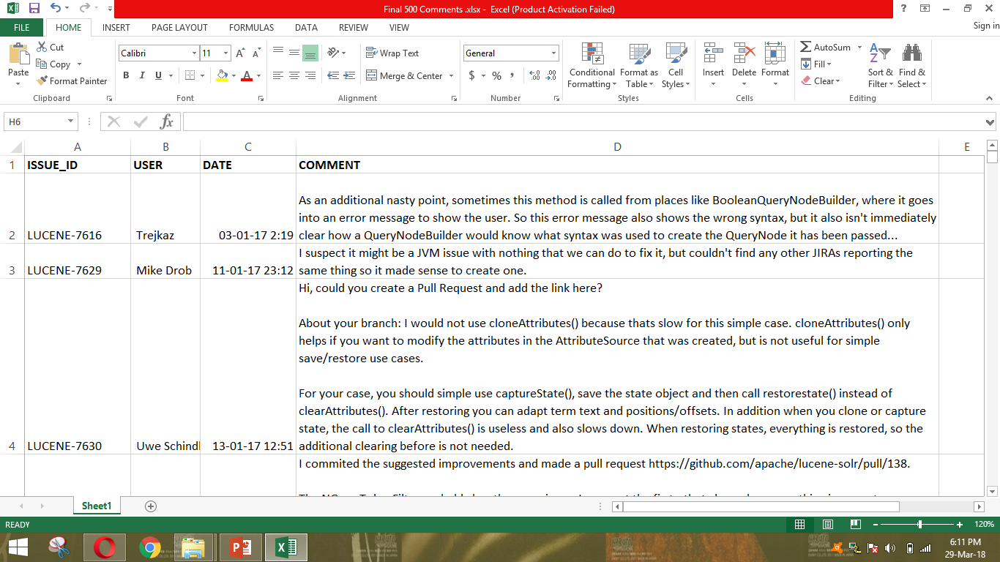 Final 500 Comments .xlsx - Excel (Product Activation Failed)
FILE HOME INSERT PAGE LAYOUT FORMULAS DATA REVIEW VIEW Sign in
Paste Cut Copy Format Painter
Calibri 11
B I U
Wrap Text
Merge & Center
General
$ % ,
Conditional Formatting Format as Table Cell Styles
Insert Delete Format
AutoSum Fill Clear
Sort & Filter Find & Select
Clipboard Font Alignment Number Styles Cells Editing
H6 fx
A B C D E
1 ISSUE_ID USER DATE COMMENT
As an additional nasty point, sometimes this method is called from places like BooleanQueryNodeBuilder, where it goes
into an error message to show the user. So this error message also shows the wrong syntax, but it also isn't immediately
2 LUCENE-7616 Trejkaz 03-01-17 2:19 clear how a QueryNodeBuilder would know what syntax was used to create the QueryNode it has been passed...
I suspect it might be a JVM issue with nothing that we can do to fix it, but couldn't find any other JIRAs reporting the
3 LUCENE-7629 Mike Drob 11-01-17 23:12 same thing so it made sense to create one.
Hi, could you create a Pull Request and add the link here?
About your branch: I would not use cloneAttributes() because thats slow for this simple case. cloneAttributes() only
helps if you want to modify the attributes in the AttributeSource that was created, but is not useful for simple
save/restore use cases.
For your case, you should simple use captureState(), save the state object and then call restorestate() instead of
clearAttributes(). After restoring you can adapt term text and positions/offsets. In addition when you clone or capture
state, the call to clearAttributes() is useless and also slows down. When restoring states, everything is restored, so the
4 LUCENE-7630 Uwe Schindl 13-01-17 12:51 additional clearing before is not needed.
I commited the suggested improvements and made a pull request https://github.com/apache/lucene-solr/pull/138.
Sheet1
READY 120%
6:11 PM
29-Mar-18